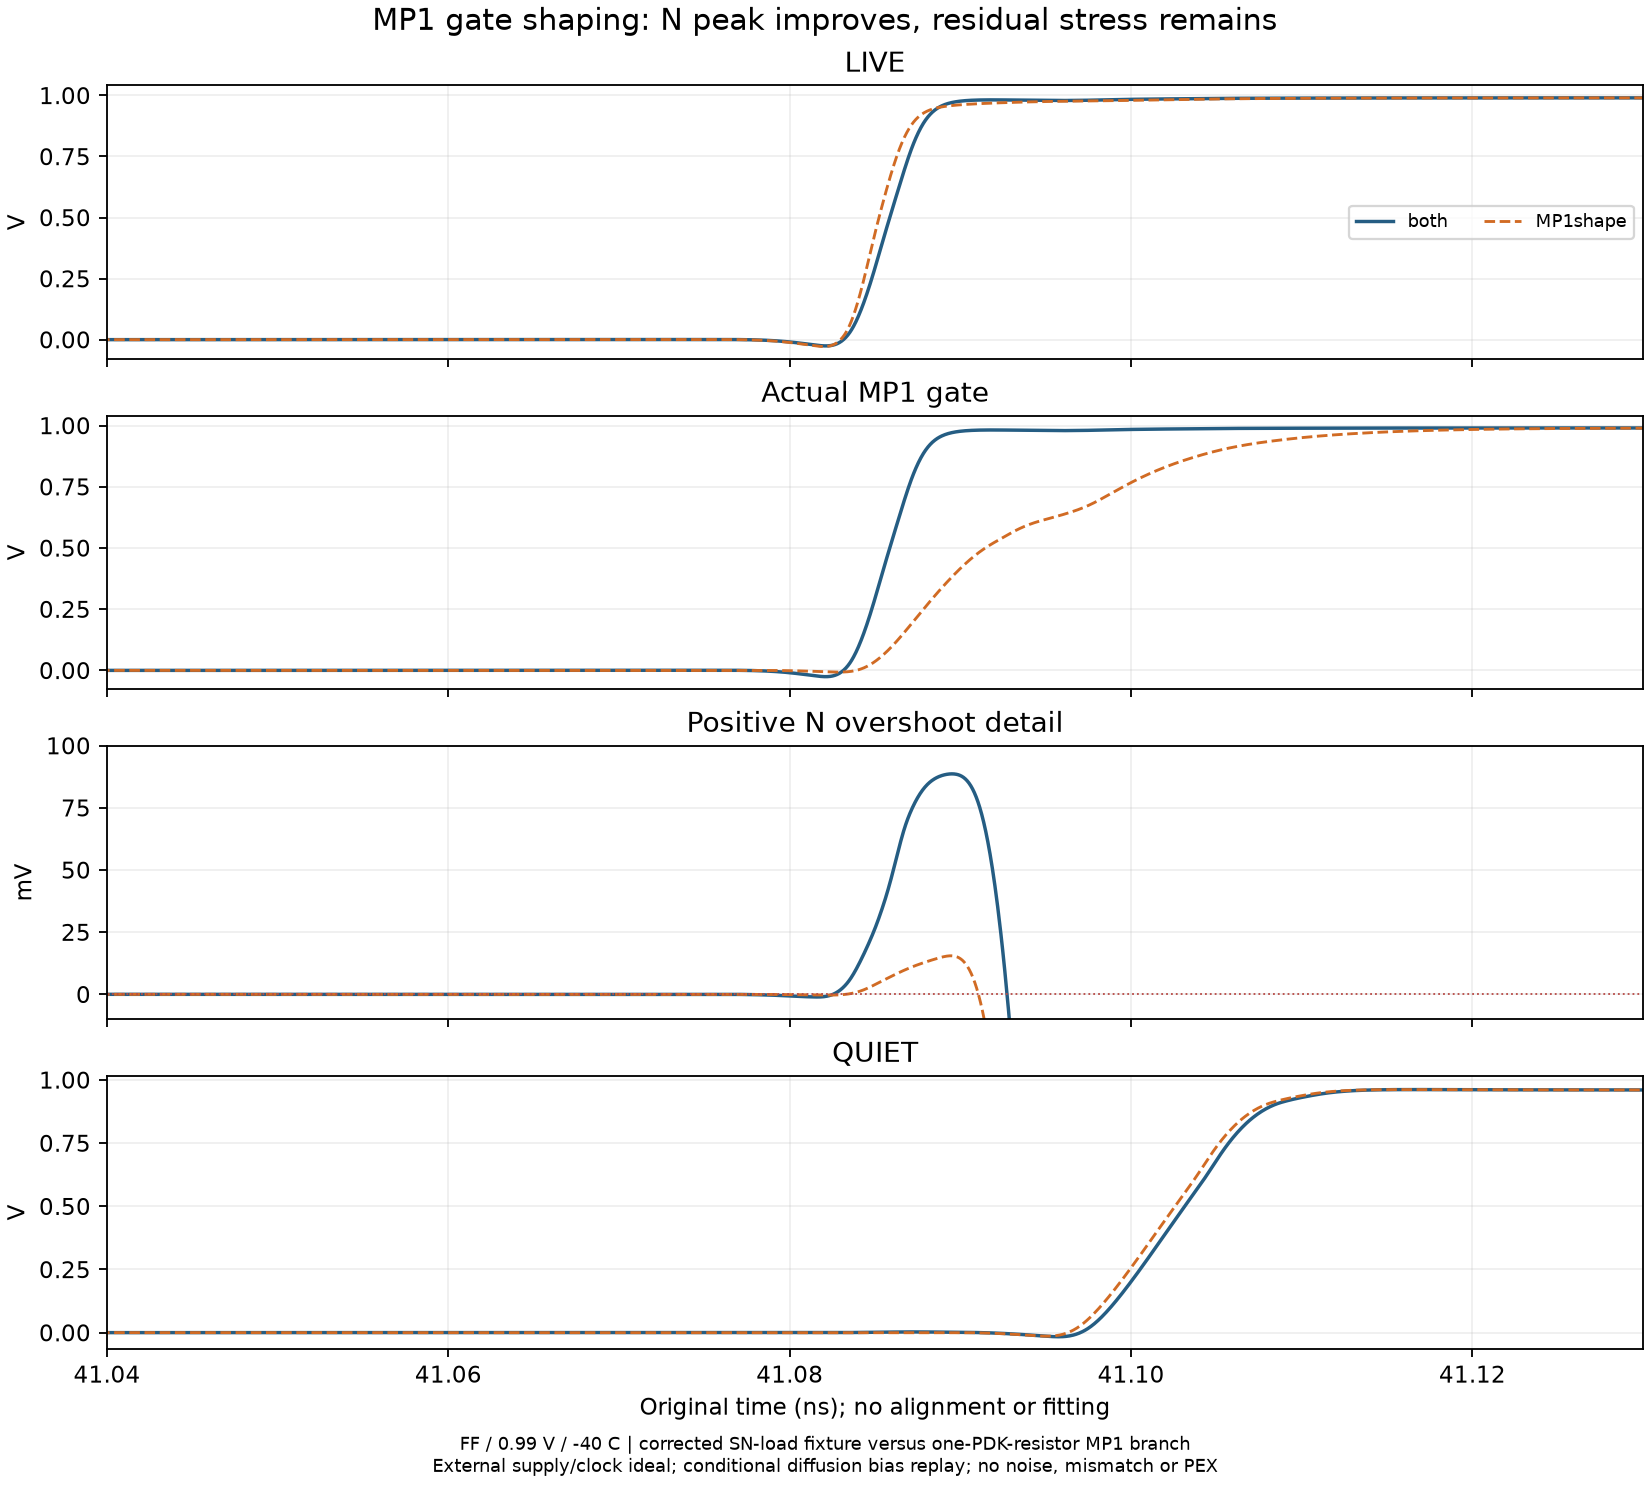 MP1 gate shaping: N peak improves, residual stress remains
LIVE
1.00
0.75
0.50
0.25
0.00
V
both
MP1shape
Actual MP1 gate
1.00
0.75
0.50
0.25
0.00
V
Positive N overshoot detail
100
75
50
25
0
mV
QUIET
1.00
0.75
0.50
0.25
0.00
V
41.04
41.06
41.08
41.10
41.12
Original time (ns); no alignment or fitting
FF / 0.99 V / -40 C | corrected SN-load fixture versus one-PDK-resistor MP1 branch
External supply/clock ideal; conditional diffusion bias replay; no noise, mismatch or PEX